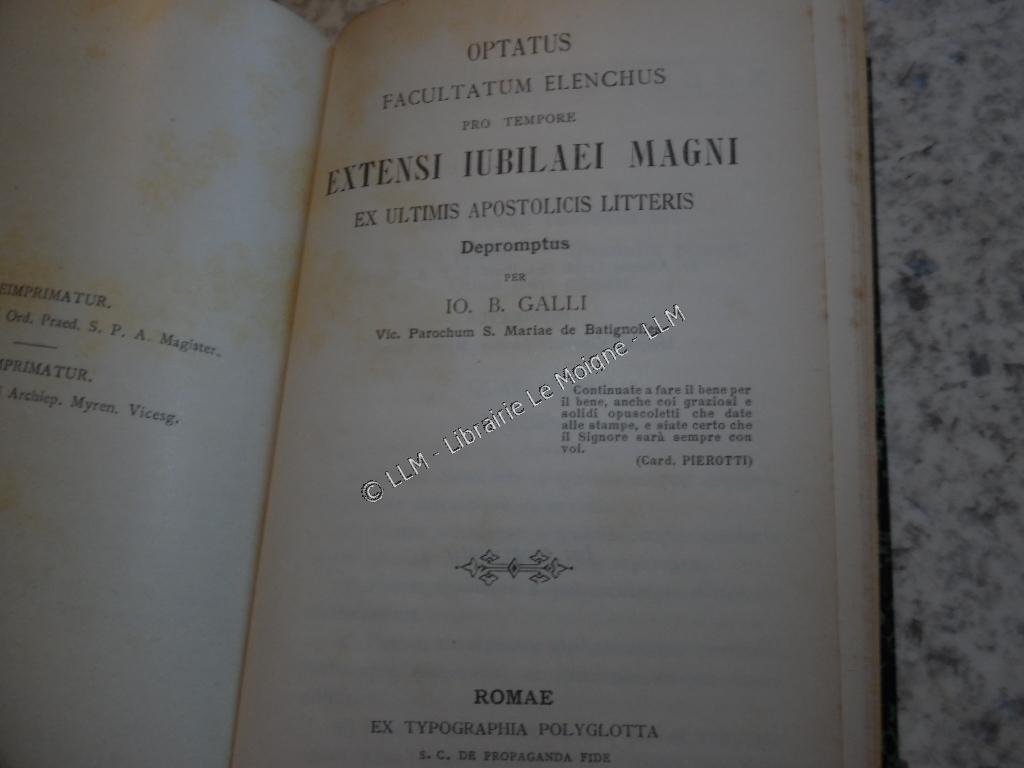 EIMPRIMATUR.
Ord. Praed. S. P. A. Magister.
MPRIMATUR.
Archiep. Myren. Vicesg.
OPTATUS
FACULTATUM ELENCHUS
PRO TEMPORE
EXTENSI IUBILAEI MAGNI
EX ULTIMIS APOSTOLICIS LITTERIS
Depromptus
PER
IO. B. GALLI
Vic. Parochum S. Mariae de Batignolles
Continuate a fare il bene per
il bene, anche coi graziosi e
solidi opuscoletti che date
alle stampe, e siate certo che
il Signore sarà sempre con
voi.
(Card. PIEROTTI)
ROMAE
EX TYPOGRAPHIA POLYGLOTTA
S. C. DE PROPAGANDA FIDE
© LLM - Librairie Le Moigne - LLM